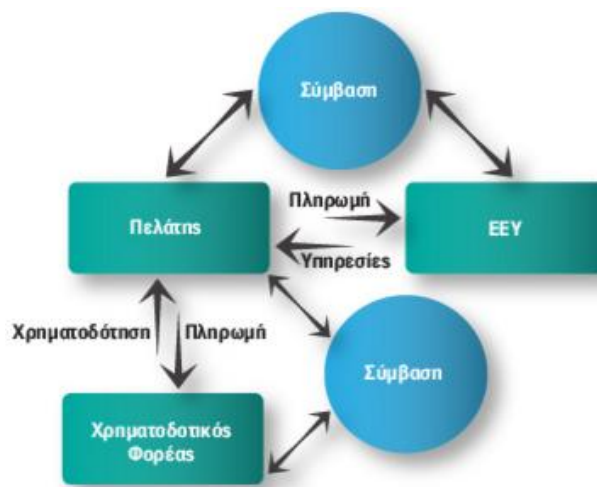 Σύμβαση
Πληρωμή
Πελάτης
ΕΕΥ
Υπηρεσίες
Χρηματοδότηση
Πληρωμή
Σύμβαση
Χρηματοδοτικός
Φορέας